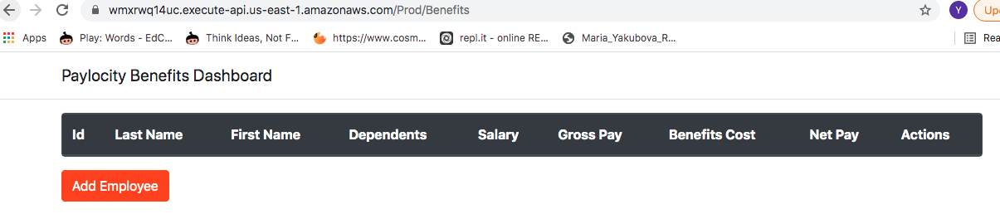 wmxrwq14uc.execute-api.us-east-1.amazonaws.com/Prod/Benefits Y Up
Apps Play: Words - EdC... Think Ideas, Not F... https://www.cosm... repl.it - online RE... Maria_Yakubova_R... Rea
Paylocity Benefits Dashboard
Id Last Name First Name Dependents Salary Gross Pay Benefits Cost Net Pay Actions
Add Employee